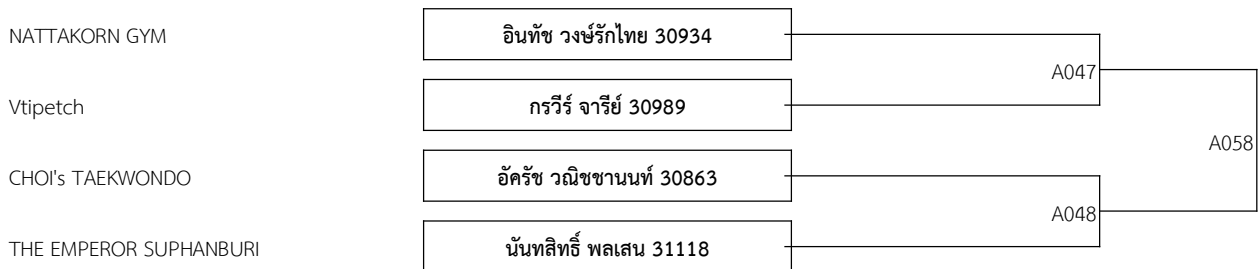 NATTAKORN GYM อินทัช วงษ์รักไทย 30934
A047
Vtipetch กรวีร์ จารีย์ 30989
A058
CHOI's TAEKWONDO อัครัช วณิชชานนท์ 30863
A048
THE EMPEROR SUPHANBURI นันทสิทธิ์ พลเสน 31118